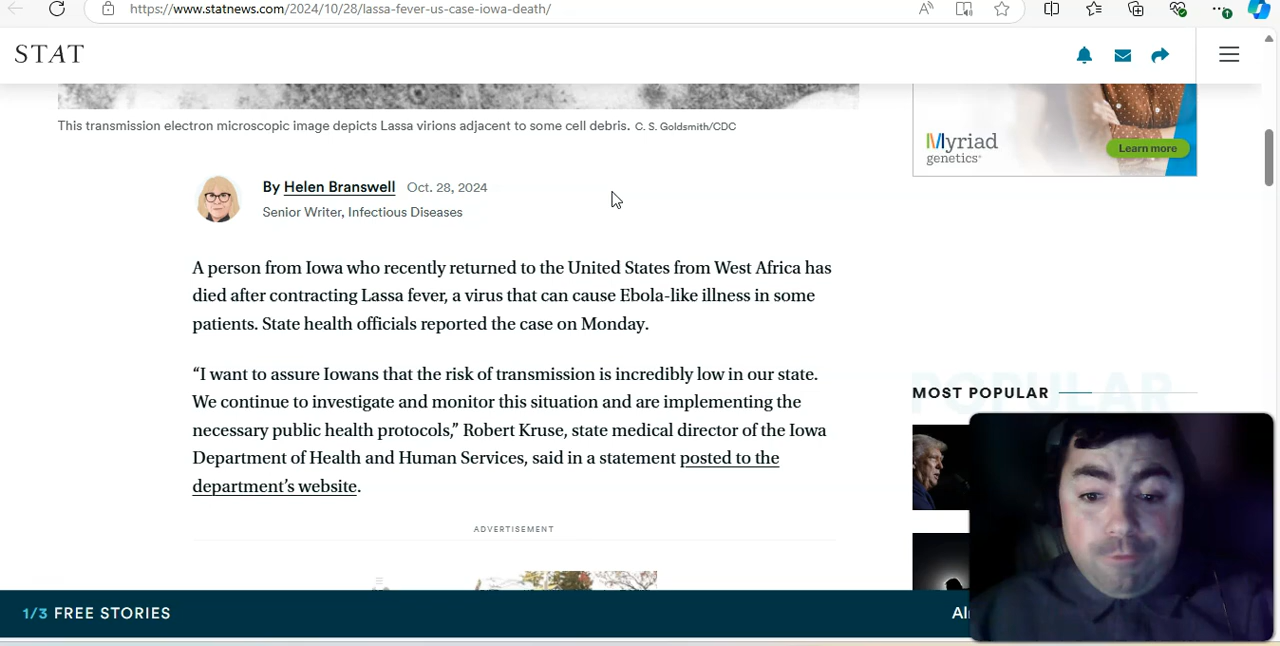 https://www.statnews.com/2024/10/28/lassa-fever-us-case-iowa-death/
STAT
This transmission electron microscopic image depicts Lassa virions adjacent to some cell debris. C. S. Goldsmith/CDC
Myriad
genetics
Learn more
By Helen Branswell Oct. 28, 2024
Senior Writer, Infectious Diseases
A person from Iowa who recently returned to the United States from West Africa has
died after contracting Lassa fever, a virus that can cause Ebola-like illness in some
patients. State health officials reported the case on Monday.
“I want to assure Iowans that the risk of transmission is incredibly low in our state.
We continue to investigate and monitor this situation and are implementing the
necessary public health protocols,” Robert Kruse, state medical director of the Iowa
Department of Health and Human Services, said in a statement posted to the
department’s website.
MOST POPULAR
ADVERTISEMENT
1/3 FREE STORIES